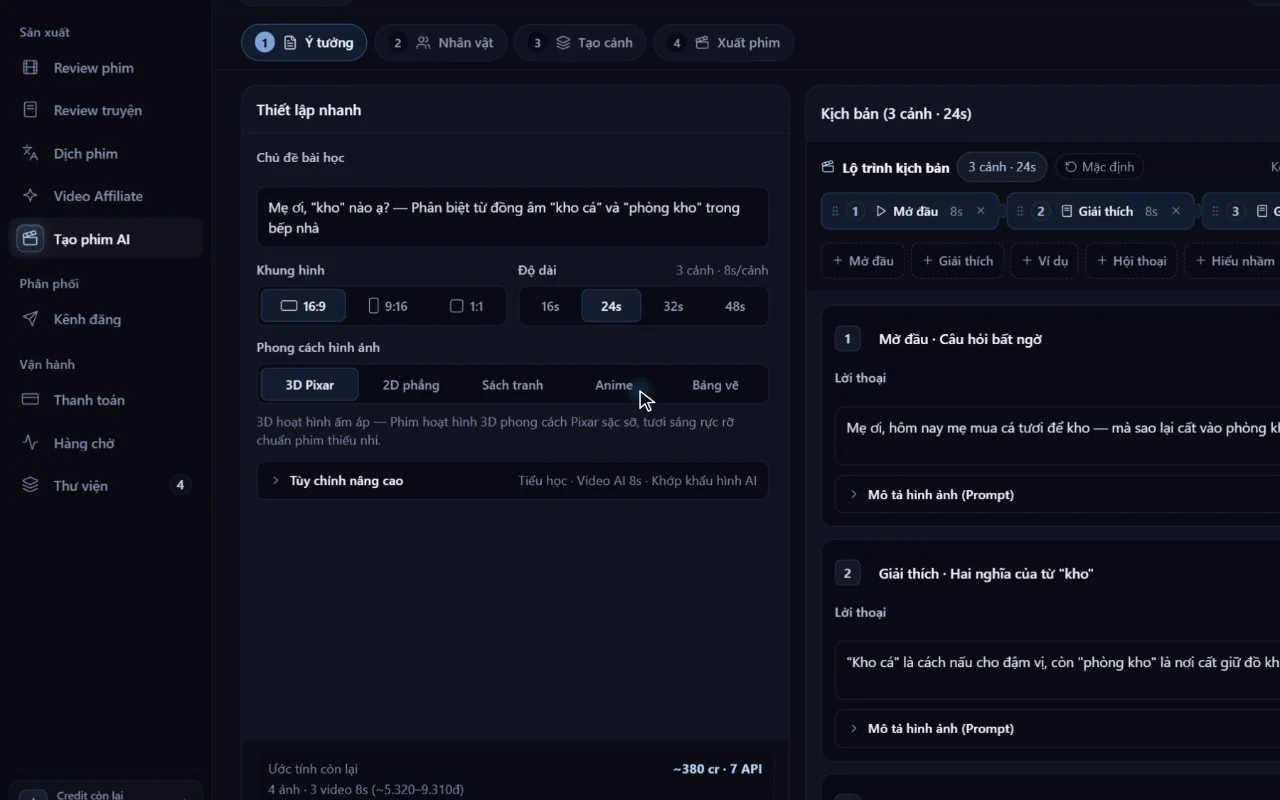 Sản xuất
Review phim
Review truyện
Dịch phim
Video Affiliate
Tạo phim AI
Phân phối
Kênh đăng
Vận hành
Thanh toán
Hàng chờ
Thư viện 4
Credit còn lại
1 Ý tưởng 2 Nhân vật 3 Tạo cảnh 4 Xuất phim
Thiết lập nhanh
Chủ đề bài học
Mẹ ơi, "kho" nào ạ? — Phân biệt từ đồng âm "kho cá" và "phòng kho" trong
bếp nhà
Khung hình
16:9 9:16 1:1
Độ dài 3 cảnh · 8s/cảnh
16s 24s 32s 48s
Phong cách hình ảnh
3D Pixar 2D phẳng Sách tranh Anime Bảng vẽ
3D hoạt hình ấm áp — Phim hoạt hình 3D phong cách Pixar sặc sỡ, tươi sáng rực rỡ
chuẩn phim thiếu nhi.
Tùy chỉnh nâng cao Tiểu học · Video AI 8s · Khớp khẩu hình AI
Ước tính còn lại ~380 cr · 7 API
4 ảnh · 3 video 8s (~5.320–9.310đ)
Kịch bản (3 cảnh · 24s)
Lộ trình kịch bản 3 cảnh · 24s Mặc định
1 Mở đầu 8s × 2 Giải thích 8s × 3
+ Mở đầu + Giải thích + Ví dụ + Hội thoại + Hiểu nhầm
1 Mở đầu · Câu hỏi bất ngờ
Lời thoại
Mẹ ơi, hôm nay mẹ mua cá tươi để kho — mà sao lại cất vào phòng
Mô tả hình ảnh (Prompt)
2 Giải thích · Hai nghĩa của từ "kho"
Lời thoại
"Kho cá" là cách nấu cho đậm vị, còn "phòng kho" là nơi cất giữ đồ
Mô tả hình ảnh (Prompt)